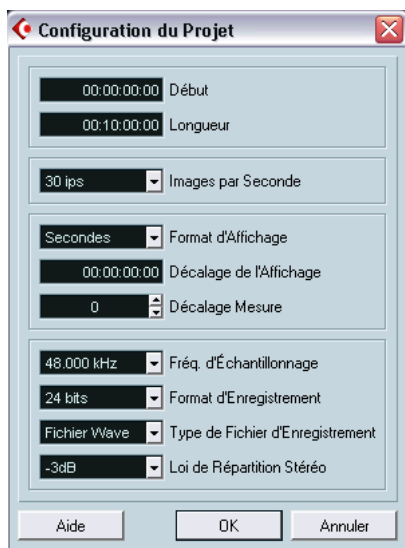 Configuration du Projet
00:00:00:00 Début
00:10:00:00 Longueur
30 ips Images par Seconde
Secondes Format d'Affichage
00:00:00:00 Décalage de l'Affichage
0 Décalage Mesure
48.000 kHz Fréq. d'Échantillonnage
24 bits Format d'Enregistrement
Fichier Wave Type de Fichier d'Enregistrement
-3dB Loi de Répartition Stéréo
Aide OK Annuler